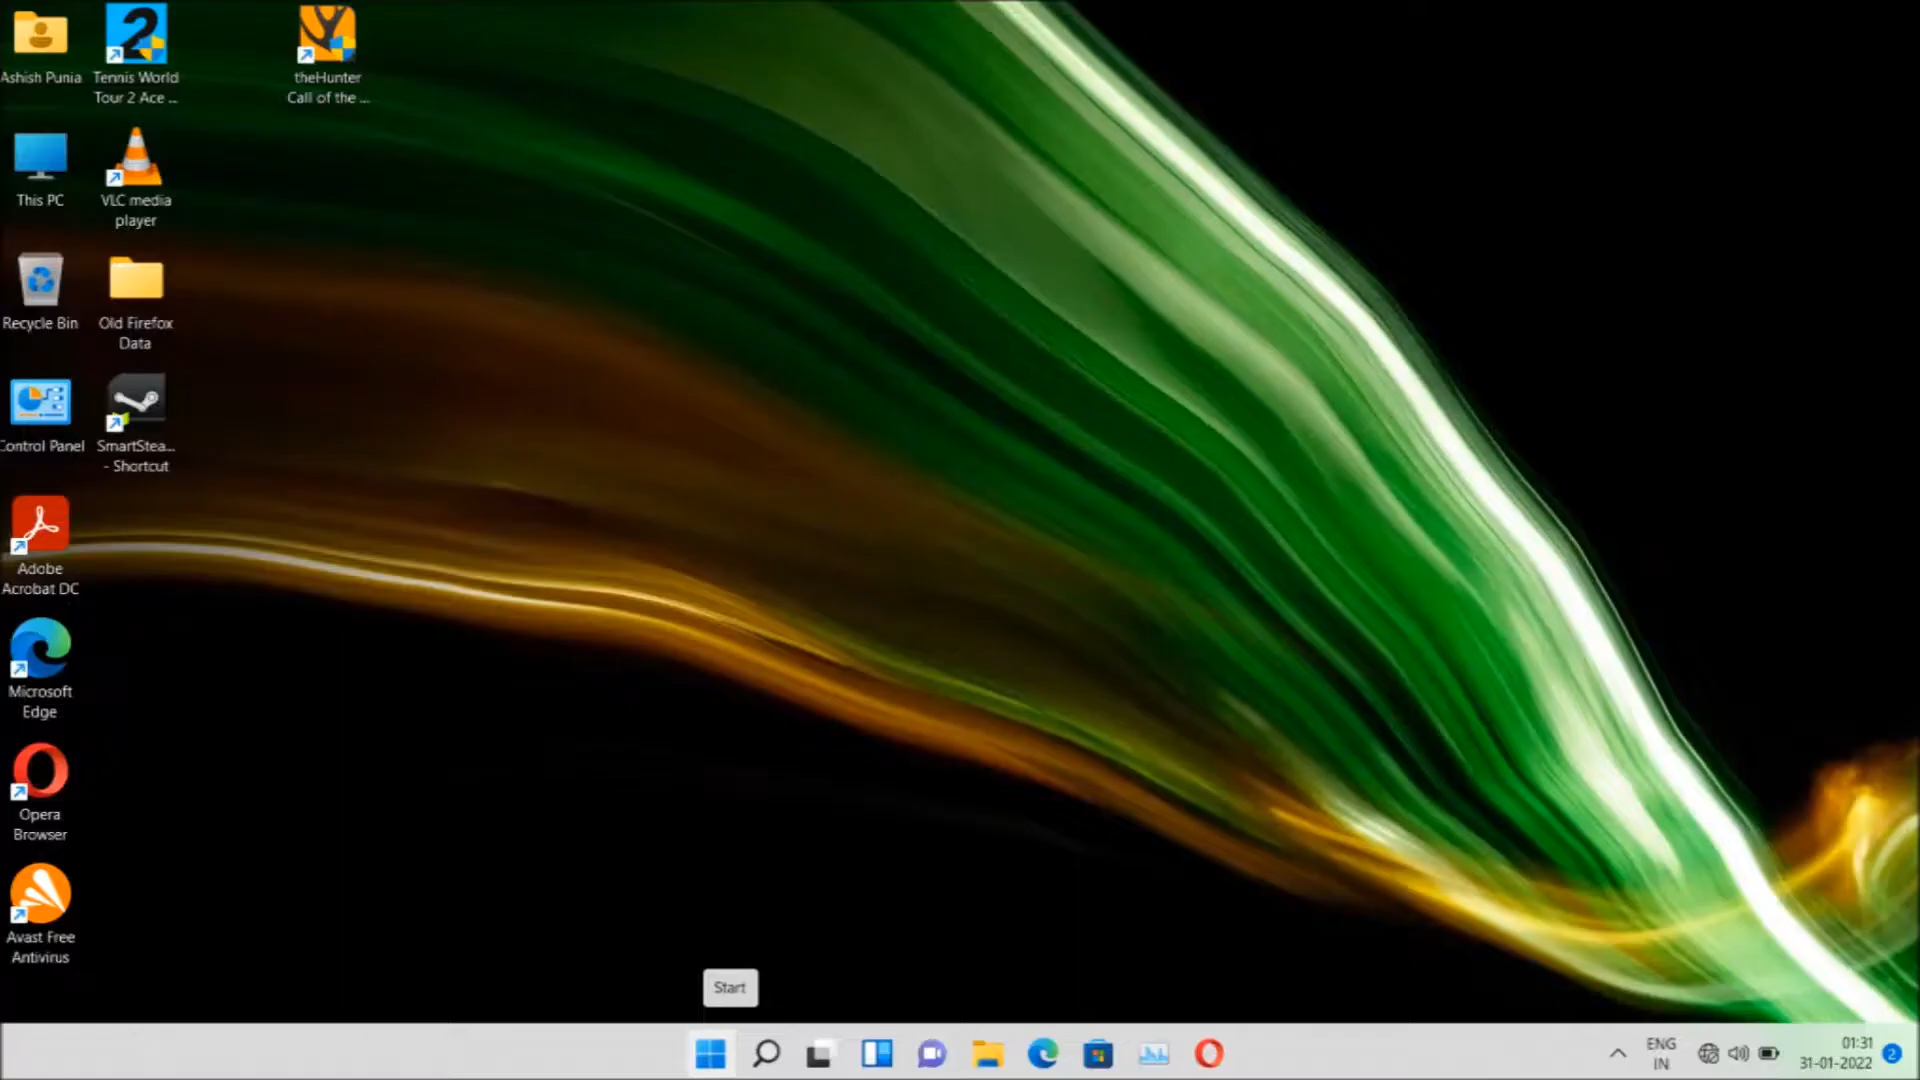 Ashish Punia
Tennis World
Tour 2 Ace ...
theHunter
Call of the ...
This PC
VLC media
player
Recycle Bin
Old Firefox
Data
Control Panel
SmartStea...
- Shortcut
Adobe
Acrobat DC
Microsoft
Edge
Opera
Browser
Avast Free
Antivirus
Start
ENG
IN
01:31
31-01-2022
2